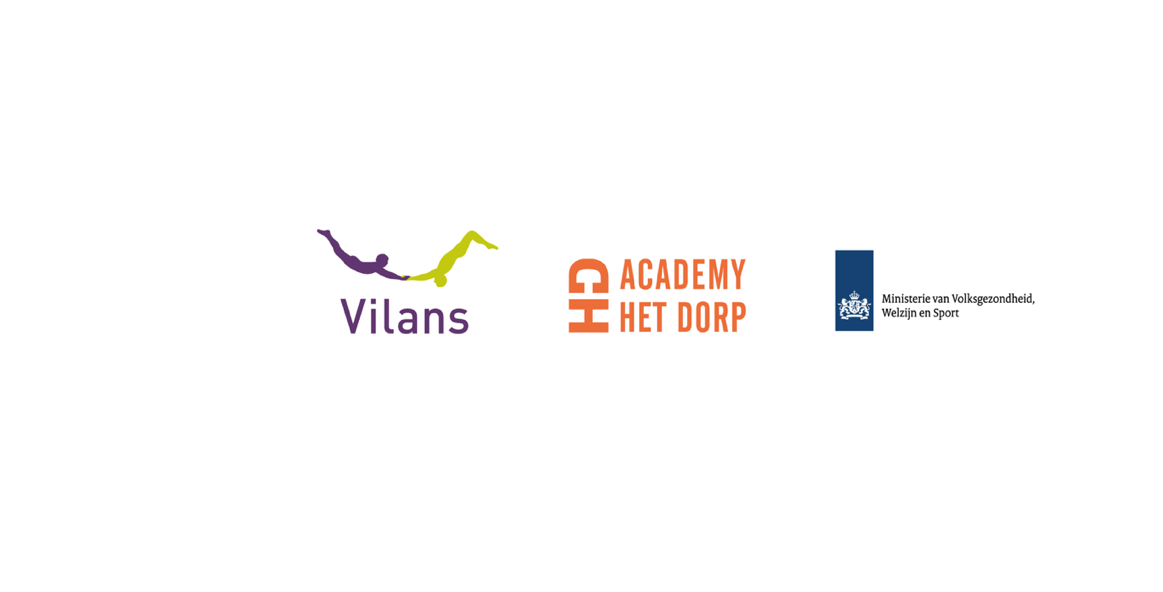 Vilans
ACADEMY
HET DORP
Ministerie van Volksgezondheid,
Welzijn en Sport